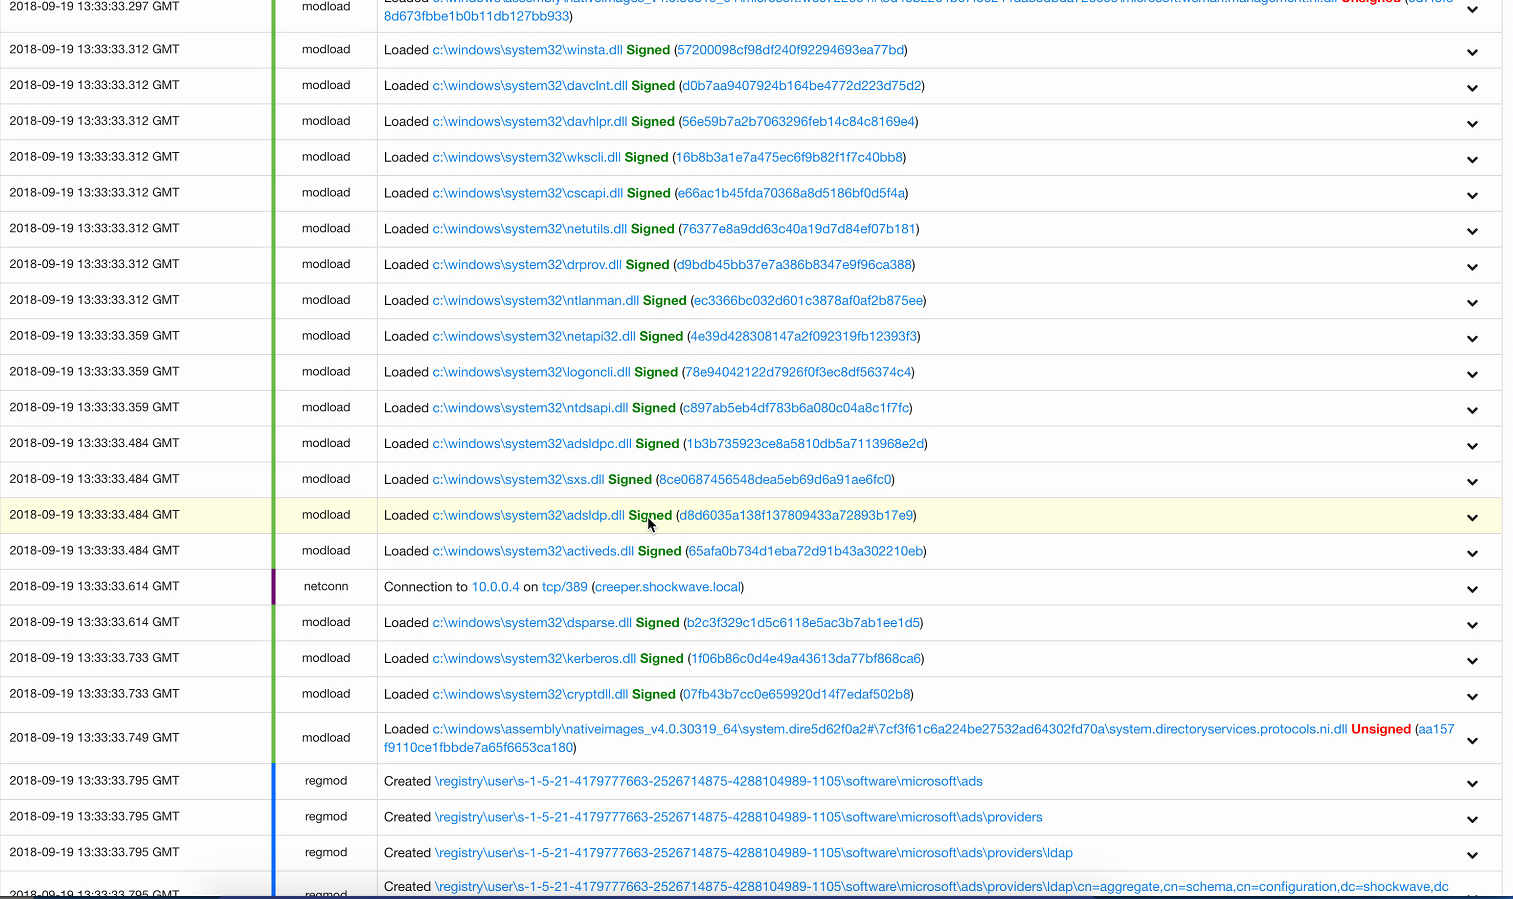 2018-09-19 13:33:33.297 GMT modload Loaded Unsigned
8d673fbbe1b0b11db127bb933)
2018-09-19 13:33:33.312 GMT modload Loaded c:\windows\system32\winsta.dll Signed (57200098cf98df240f92294693ea77bd)
2018-09-19 13:33:33.312 GMT modload Loaded c:\windows\system32\davclnt.dll Signed (d0b7aa9407924b164be4772d223d75d2)
2018-09-19 13:33:33.312 GMT modload Loaded c:\windows\system32\davhlpr.dll Signed (56e59b7a2b7063296feb14c84c8169e4)
2018-09-19 13:33:33.312 GMT modload Loaded c:\windows\system32\wkscli.dll Signed (16b8b3a1e7a475ec6f9b82f1f7c40bb8)
2018-09-19 13:33:33.312 GMT modload Loaded c:\windows\system32\cscapi.dll Signed (e66ac1b45fda70368a8d5186bf0d5f4a)
2018-09-19 13:33:33.312 GMT modload Loaded c:\windows\system32\netutils.dll Signed (76377e8a9dd63c40a19d7d84ef07b181)
2018-09-19 13:33:33.312 GMT modload Loaded c:\windows\system32\drprov.dll Signed (d9bdb45bb37e7a386b8347e9f96ca388)
2018-09-19 13:33:33.312 GMT modload Loaded c:\windows\system32\ntlanman.dll Signed (ec3366bc032d601c3878af0af2b875ee)
2018-09-19 13:33:33.359 GMT modload Loaded c:\windows\system32\netapi32.dll Signed (4e39d428308147a2f092319fb12393f3)
2018-09-19 13:33:33.359 GMT modload Loaded c:\windows\system32\logoncli.dll Signed (78e94042122d7926f0f3ec8df56374c4)
2018-09-19 13:33:33.359 GMT modload Loaded c:\windows\system32\ntdsapi.dll Signed (c897ab5eb4df783b6a080c04a8c1f7fc)
2018-09-19 13:33:33.484 GMT modload Loaded c:\windows\system32\adsldpc.dll Signed (1b3b735923ce8a5810db5a7113968e2d)
2018-09-19 13:33:33.484 GMT modload Loaded c:\windows\system32\sxs.dll Signed (8ce0687456548dea5eb69d6a91ae6fc0)
2018-09-19 13:33:33.484 GMT modload Loaded c:\windows\system32\adsldp.dll Signed (d8d6035a138f137809433a72893b17e9)
2018-09-19 13:33:33.484 GMT modload Loaded c:\windows\system32\activeds.dll Signed (65afa0b734d1eba72d91b43a302210eb)
2018-09-19 13:33:33.614 GMT netconn Connection to 10.0.0.4 on tcp/389 (creeper.shockwave.local)
2018-09-19 13:33:33.614 GMT modload Loaded c:\windows\system32\dsparse.dll Signed (b2c3f329c1d5c6118e5ac3b7ab1ee1d5)
2018-09-19 13:33:33.733 GMT modload Loaded c:\windows\system32\kerberos.dll Signed (1f06b86c0d4e49a43613da77bf868ca6)
2018-09-19 13:33:33.733 GMT modload Loaded c:\windows\system32\cryptdll.dll Signed (07fb43b7cc0e659920d14f7edaf502b8)
2018-09-19 13:33:33.749 GMT modload Loaded c:\windows\assembly\nativeimages_v4.0.30319_64\system.dire5d62f0a2#\7cf3f61c6a224be27532ad64302fd70a\system.directoryservices.protocols.ni.dll Unsigned (aa157
f9110ce1fbbde7a65f6653ca180)
2018-09-19 13:33:33.795 GMT regmod Created \registry\user\s-1-5-21-4179777663-2526714875-4288104989-1105\software\microsoft\ads
2018-09-19 13:33:33.795 GMT regmod Created \registry\user\s-1-5-21-4179777663-2526714875-4288104989-1105\software\microsoft\ads\providers
2018-09-19 13:33:33.795 GMT regmod Created \registry\user\s-1-5-21-4179777663-2526714875-4288104989-1105\software\microsoft\ads\providers\ldap
2018-09-19 13:33:33.795 GMT regmod Created \registry\user\s-1-5-21-4179777663-2526714875-4288104989-1105\software\microsoft\ads\providers\ldap\cn=aggregate,cn=schema,cn=configuration,dc=shockwave,dc